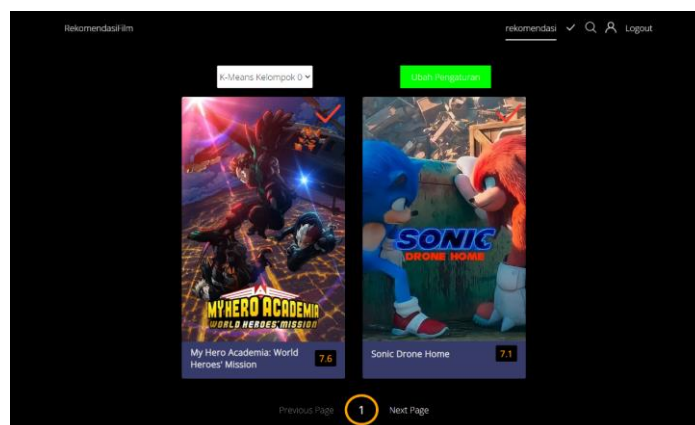 RekomendasiFilm
rekomendasi Logout
K-Means Kelompok 0
Ubah Pengaturan
MY HERO ACADEMIA
WORLD HEROES' MISSION
SONIC
DRONE HOME
My Hero Academia: World
Heroes' Mission
7.6
Sonic Drone Home
7.1
Previous Page 1 Next Page